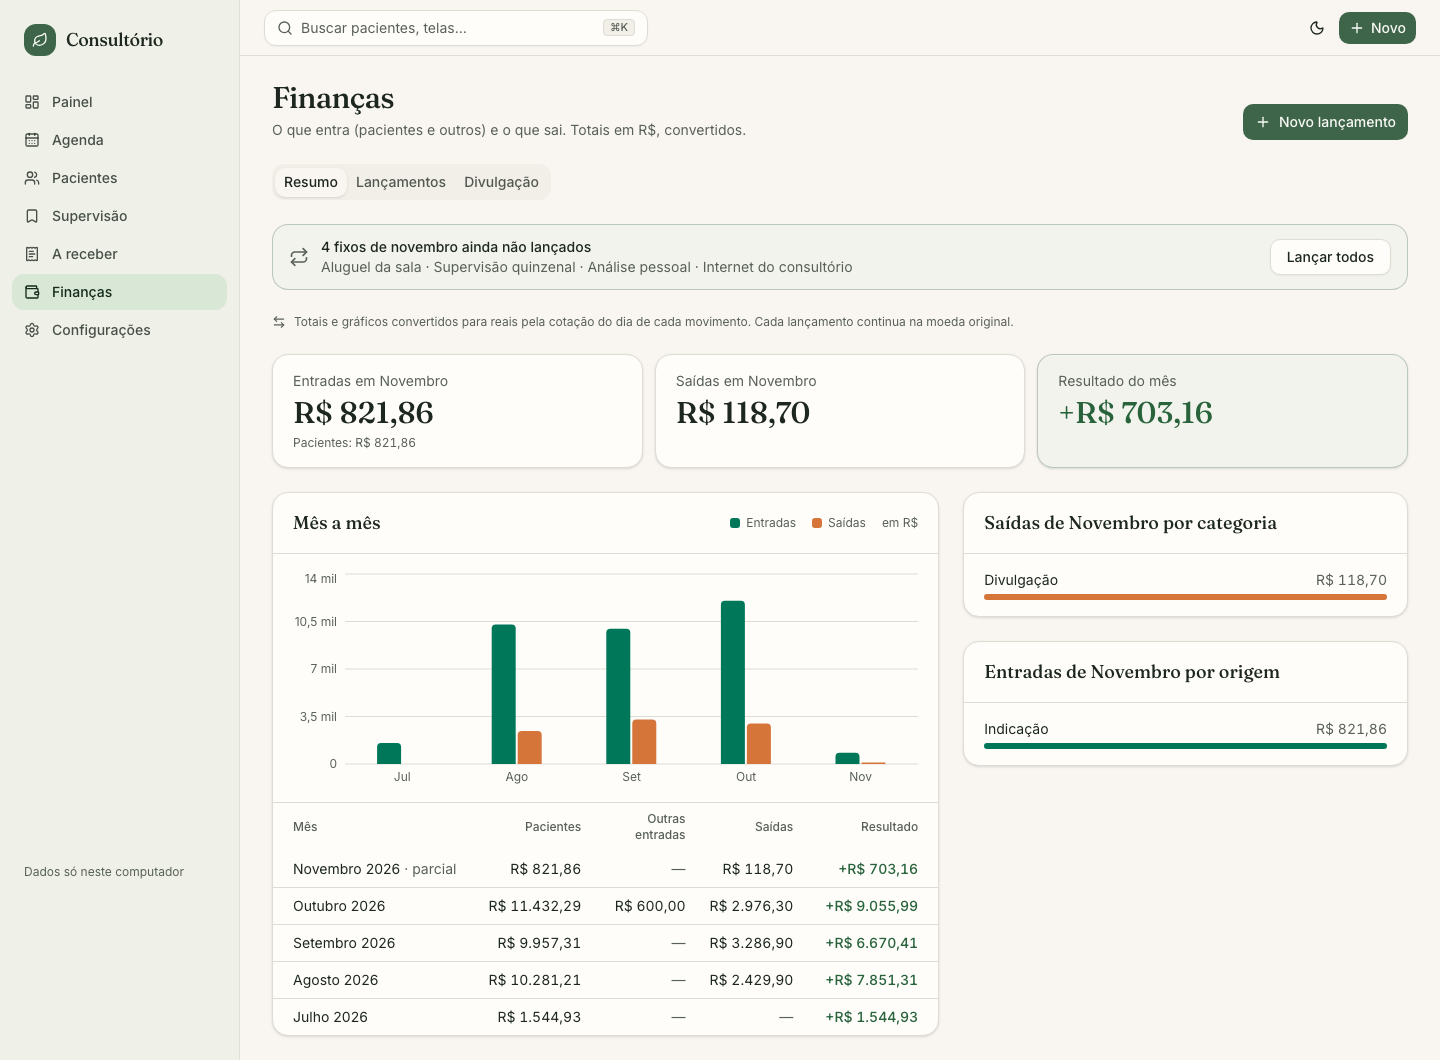 Consultório
Buscar pacientes, telas...
⌘K
Novo
Painel
Agenda
Pacientes
Supervisão
A receber
Finanças
Configurações
Dados só neste computador
Finanças
O que entra (pacientes e outros) e o que sai. Totais em R$, convertidos.
Novo lançamento
Resumo
Lançamentos
Divulgação
4 fixos de novembro ainda não lançados
Aluguel da sala · Supervisão quinzenal · Análise pessoal · Internet do consultório
Lançar todos
Totais e gráficos convertidos para reais pela cotação do dia de cada movimento. Cada lançamento continua na moeda original.
Entradas em Novembro
R$ 821,86
Pacientes: R$ 821,86
Saídas em Novembro
R$ 118,70
Resultado do mês
+R$ 703,16
Mês a mês
Entradas
Saídas
em R$
14 mil
10,5 mil
7 mil
3,5 mil
0
Jul
Ago
Set
Out
Nov
Mês Pacientes Outras entradas Saídas Resultado
Novembro 2026 · parcial R$ 821,86 — R$ 118,70 +R$ 703,16
Outubro 2026 R$ 11.432,29 R$ 600,00 R$ 2.976,30 +R$ 9.055,99
Setembro 2026 R$ 9.957,31 — R$ 3.286,90 +R$ 6.670,41
Agosto 2026 R$ 10.281,21 — R$ 2.429,90 +R$ 7.851,31
Julho 2026 R$ 1.544,93 — — +R$ 1.544,93
Saídas de Novembro por categoria
Divulgação R$ 118,70
Entradas de Novembro por origem
Indicação R$ 821,86